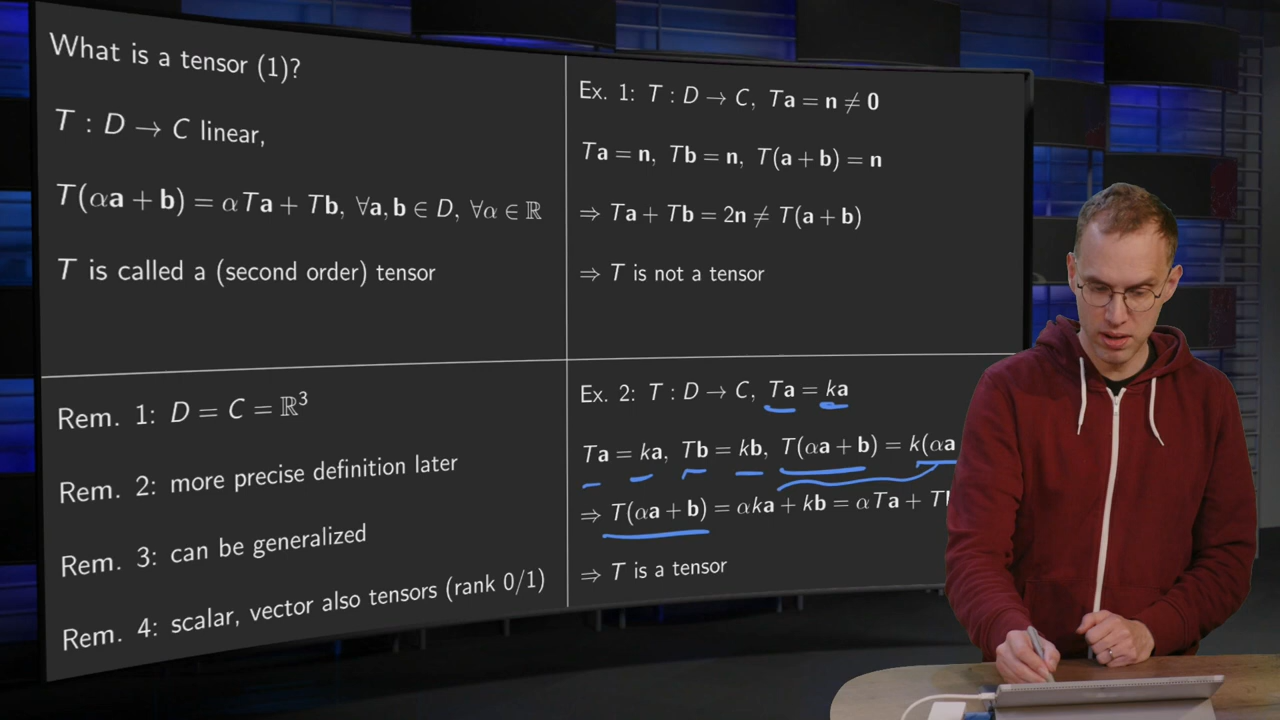 What is a tensor (1)?
T : D → C linear,
T(αa + b) = αTa + Tb, ∀a, b ∈ D, ∀α ∈ ℝ
T is called a (second order) tensor
Ex. 1: T : D → C, Ta = n ≠ 0
Ta = n, Tb = n, T(a + b) = n
⇒ Ta + Tb = 2n ≠ T(a + b)
⇒ T is not a tensor
Rem. 1: D = C = ℝ³
Rem. 2: more precise definition later
Rem. 3: can be generalized
Rem. 4: scalar, vector also tensors (rank 0/1)
Ex. 2: T : D → C, Ta = ka
Ta = ka, Tb = kb, T(αa + b) = k(αa
⇒ T(αa + b) = αka + kb = αTa + T
⇒ T is a tensor